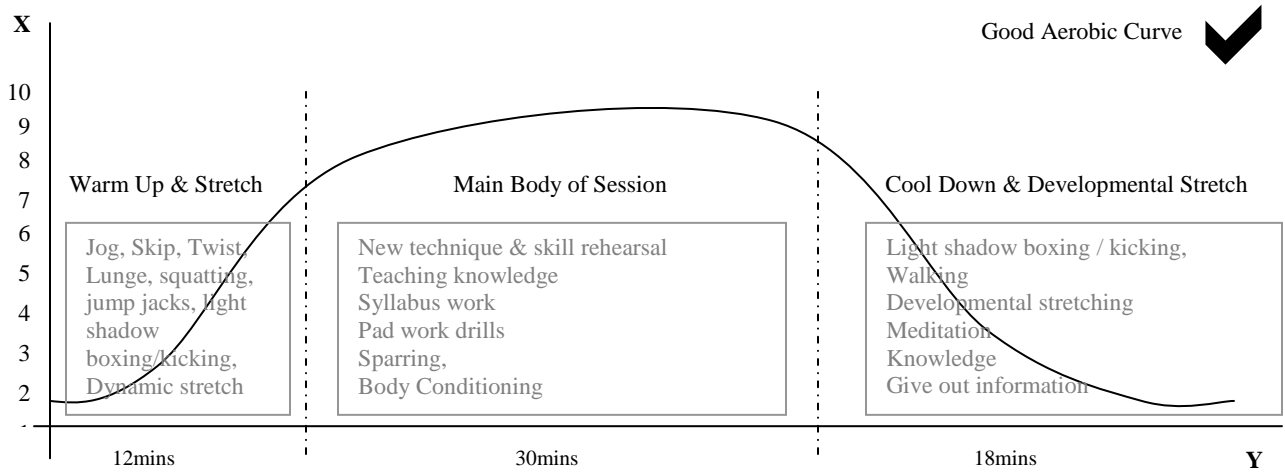 X
Good Aerobic Curve
10
9
8
7
6
5
4
3
2
Warm Up & Stretch
Jog, Skip, Twist,
Lunge, squatting,
jump jacks, light
shadow
boxing/kicking,
Dynamic stretch
Main Body of Session
New technique & skill rehearsal
Teaching knowledge
Syllabus work
Pad work drills
Sparring,
Body Conditioning
Cool Down & Developmental Stretch
Light shadow boxing / kicking,
Walking
Developmental stretching
Meditation
Knowledge
Give out information
12mins
30mins
18mins
Y